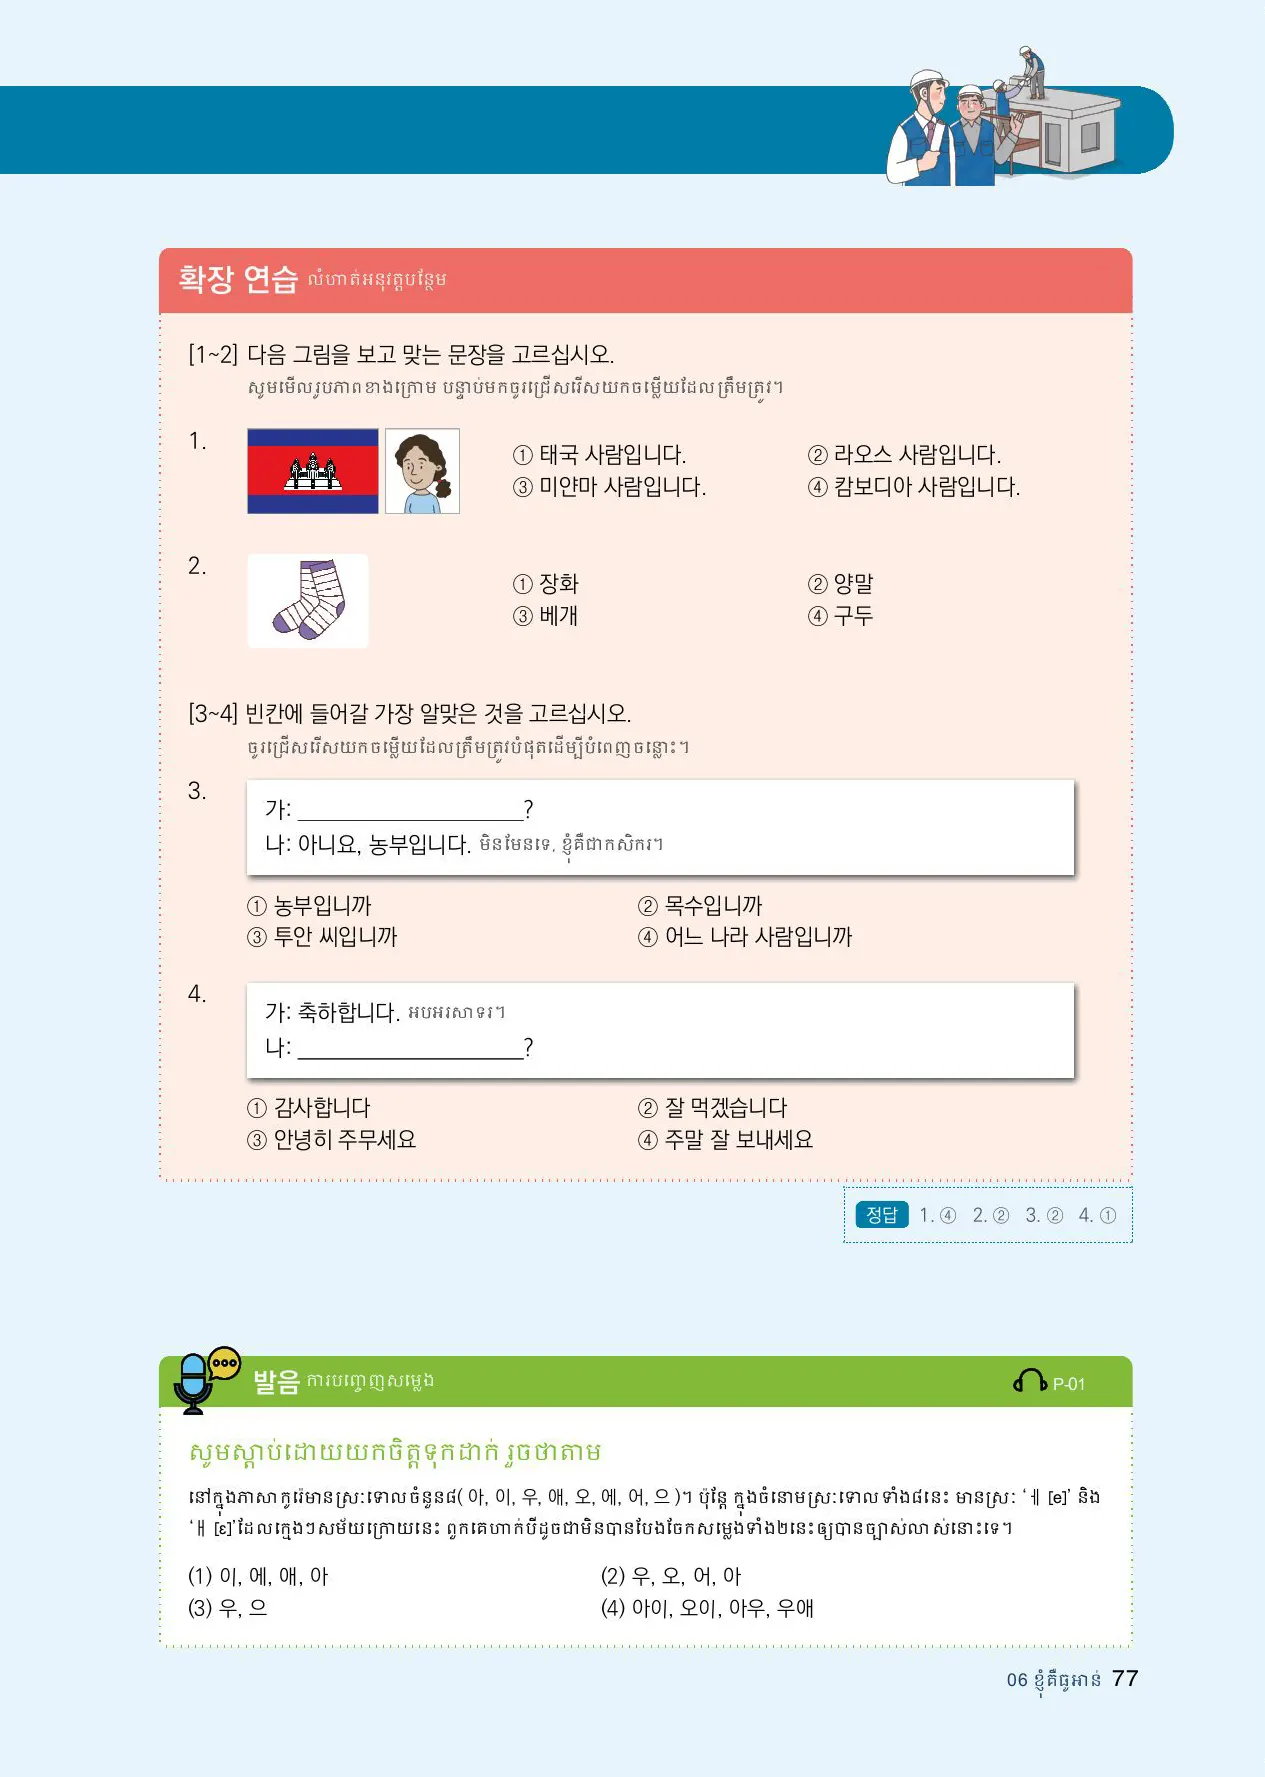 확장 연습 លំហាត់អនុវត្តបន្ថែម
[1~2] 다음 그림을 보고 맞는 문장을 고르십시오.
សូមមើលរូបភាពខាងក្រោម បន្ទាប់មកចូរជ្រើសរើសយកចម្លើយដែលត្រឹមត្រូវ។
1.
① 태국 사람입니다. ② 라오스 사람입니다.
③ 미얀마 사람입니다. ④ 캄보디아 사람입니다.
2.
① 장화 ② 양말
③ 베개 ④ 구두
[3~4] 빈칸에 들어갈 가장 알맞은 것을 고르십시오.
ចូរជ្រើសរើសយកចម្លើយដែលត្រឹមត្រូវបំផុតដើម្បីបំពេញចន្លោះ។
3.
가: ____________________?
나: 아니요, 농부입니다. មិនមែនទេ, ខ្ញុំគឺជាកសិករ។
① 농부입니까 ② 목수입니까
③ 투안 씨입니까 ④ 어느 나라 사람입니까
4.
가: 축하합니다. អបអរសាទរ។
나: ____________________?
① 감사합니다 ② 잘 먹겠습니다
③ 안녕히 주무세요 ④ 주말 잘 보내세요
정답 1. ④ 2. ② 3. ② 4. ①
발음 ការបញ្ចេញសម្លេង P-01
សូមស្តាប់ដោយយកចិត្តទុកដាក់ រួចថាតាម
នៅក្នុងភាសាកូរ៉េមានស្រៈទោលចំនួន៨( 아, 이, 우, 애, 오, 에, 어, 으 )។ ប៉ុន្តែ ក្នុងចំនោមស្រៈទោលទាំង៨នេះ មានស្រៈ ‘ㅔ [e]’ និង
‘ㅐ [ɛ]’ដែលក្មេងៗសម័យក្រោយនេះ ពួកគេហាក់បីដូចជាមិនបានបែងចែកសម្លេងទាំង២នេះឲ្យបានច្បាស់លាស់នោះទេ។
(1) 이, 에, 애, 아 (2) 우, 오, 어, 아
(3) 우, 으 (4) 아이, 오이, 아우, 우애
06 ខ្ញុំគឺធូអាន់ 77